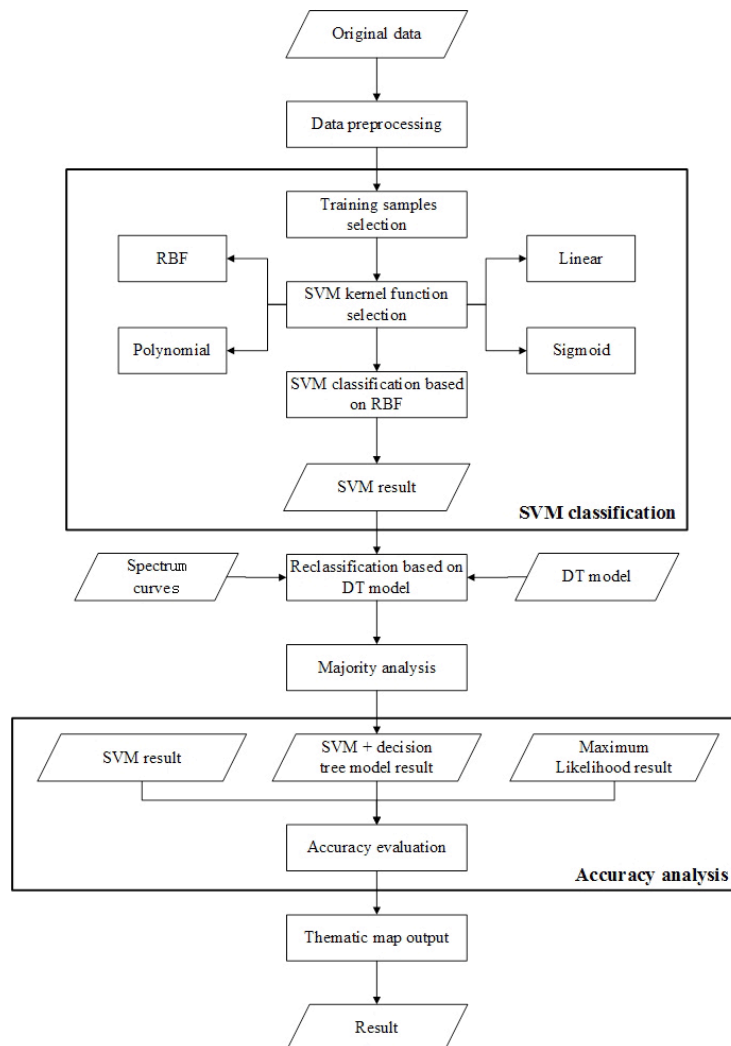 Original data
Data preprocessing
Training samples
selection
RBF
Linear
SVM kernel function
selection
Polynomial
Sigmoid
SVM classification based
on RBF
SVM result
SVM classification
Spectrum
curves
Reclassification based on
DT model
DT model
Majority analysis
SVM result
SVM + decision
tree model result
Maximum
Likelihood result
Accuracy evaluation
Accuracy analysis
Thematic map output
Result